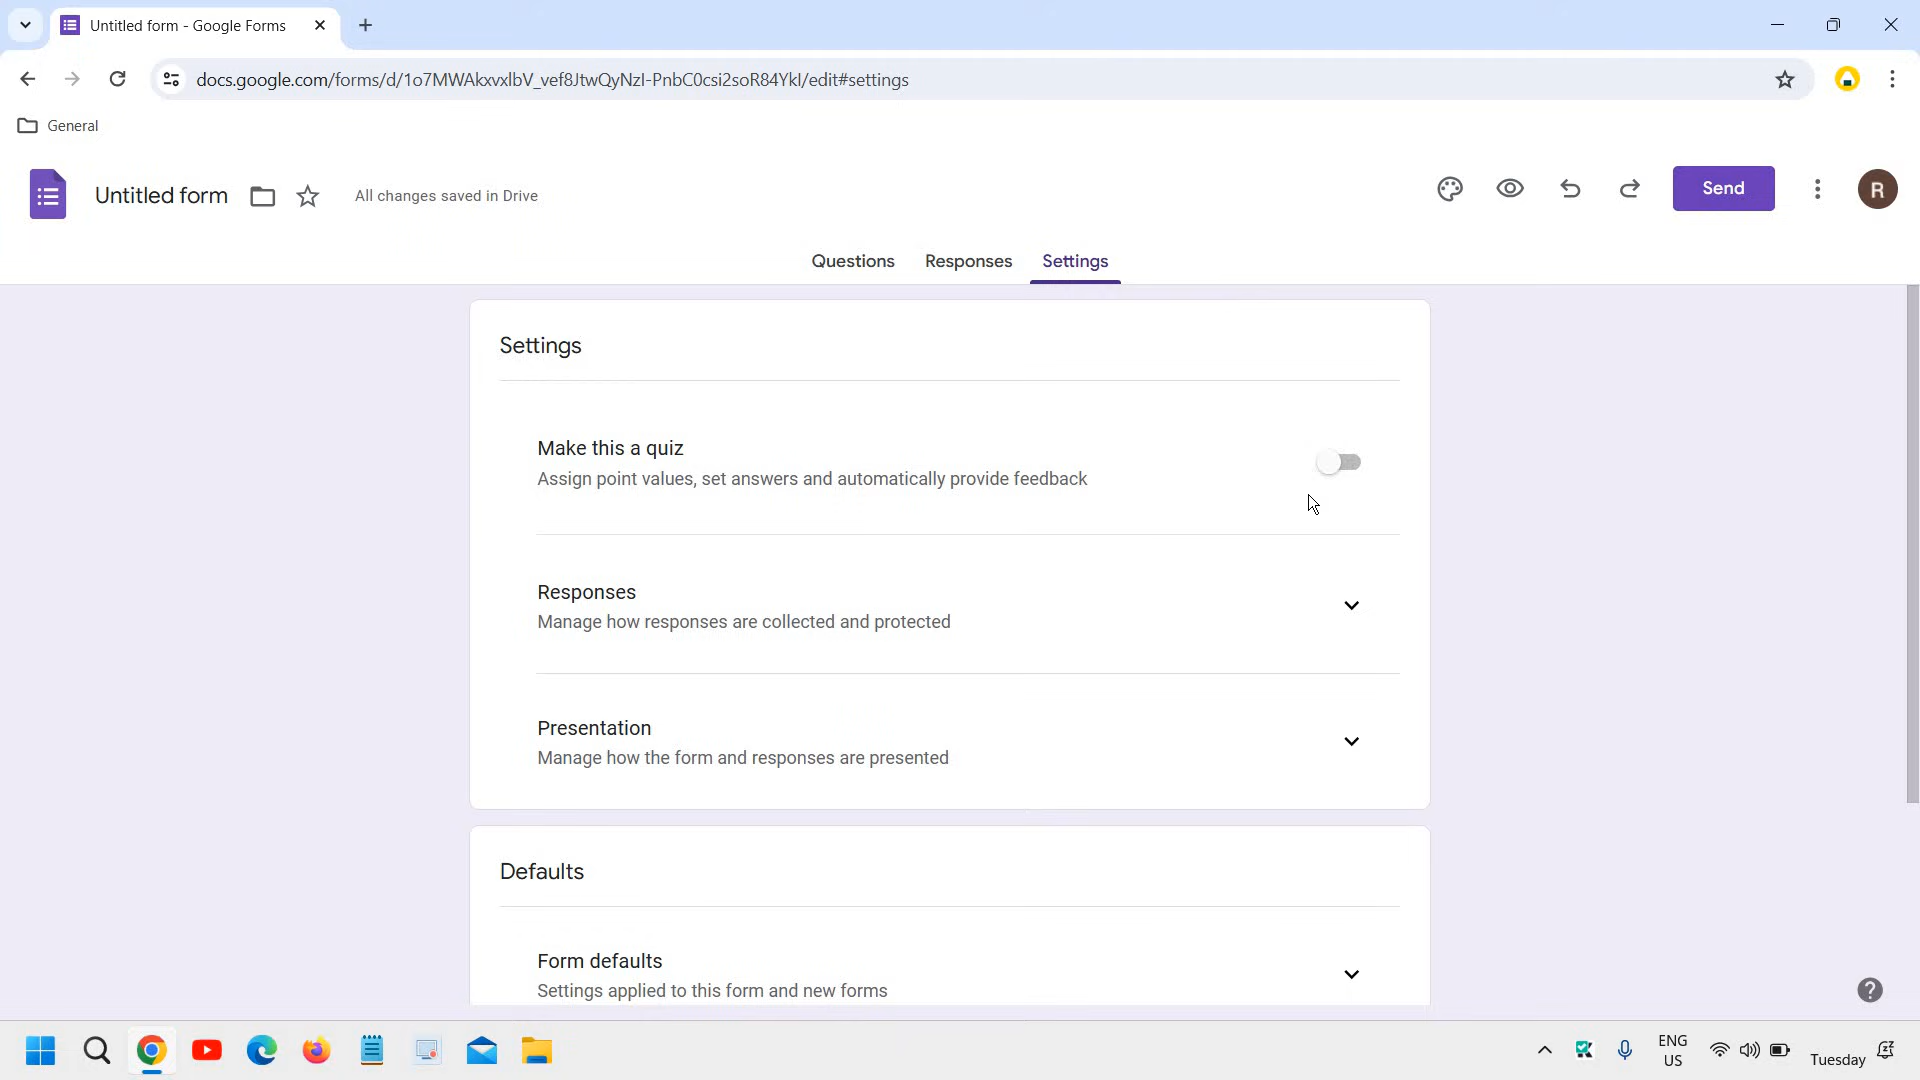 Untitled form - Google Forms
docs.google.com/forms/d/1o7MWAkxvxlbV_vef8JtwQyNzI-PnbC0csi2soR84YkI/edit#settings
General
Untitled form
All changes saved in Drive
Send
R
Questions
Responses
Settings
Settings
Make this a quiz
Assign point values, set answers and automatically provide feedback
Responses
Manage how responses are collected and protected
Presentation
Manage how the form and responses are presented
Defaults
Form defaults
Settings applied to this form and new forms
ENG
US
Tuesday